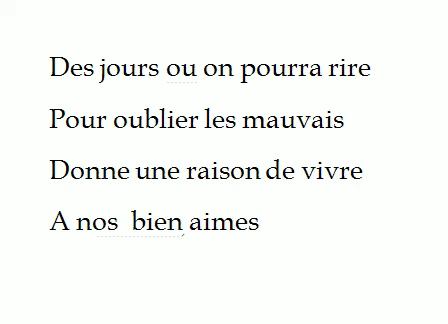 Des jours ou on pourra rire
Pour oublier les mauvais
Donne une raison de vivre
A nos bien aimes